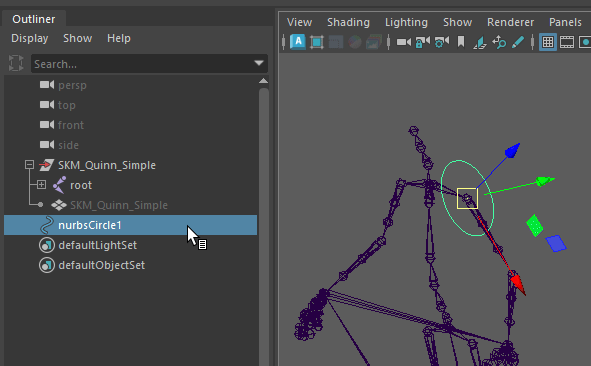 Outliner
Display Show Help
Search...
persp
top
front
side
SKM_Quinn_Simple
root
SKM_Quinn_Simple
nurbsCircle1
defaultLightSet
defaultObjectSet
View Shading Lighting Show Renderer Panels
A